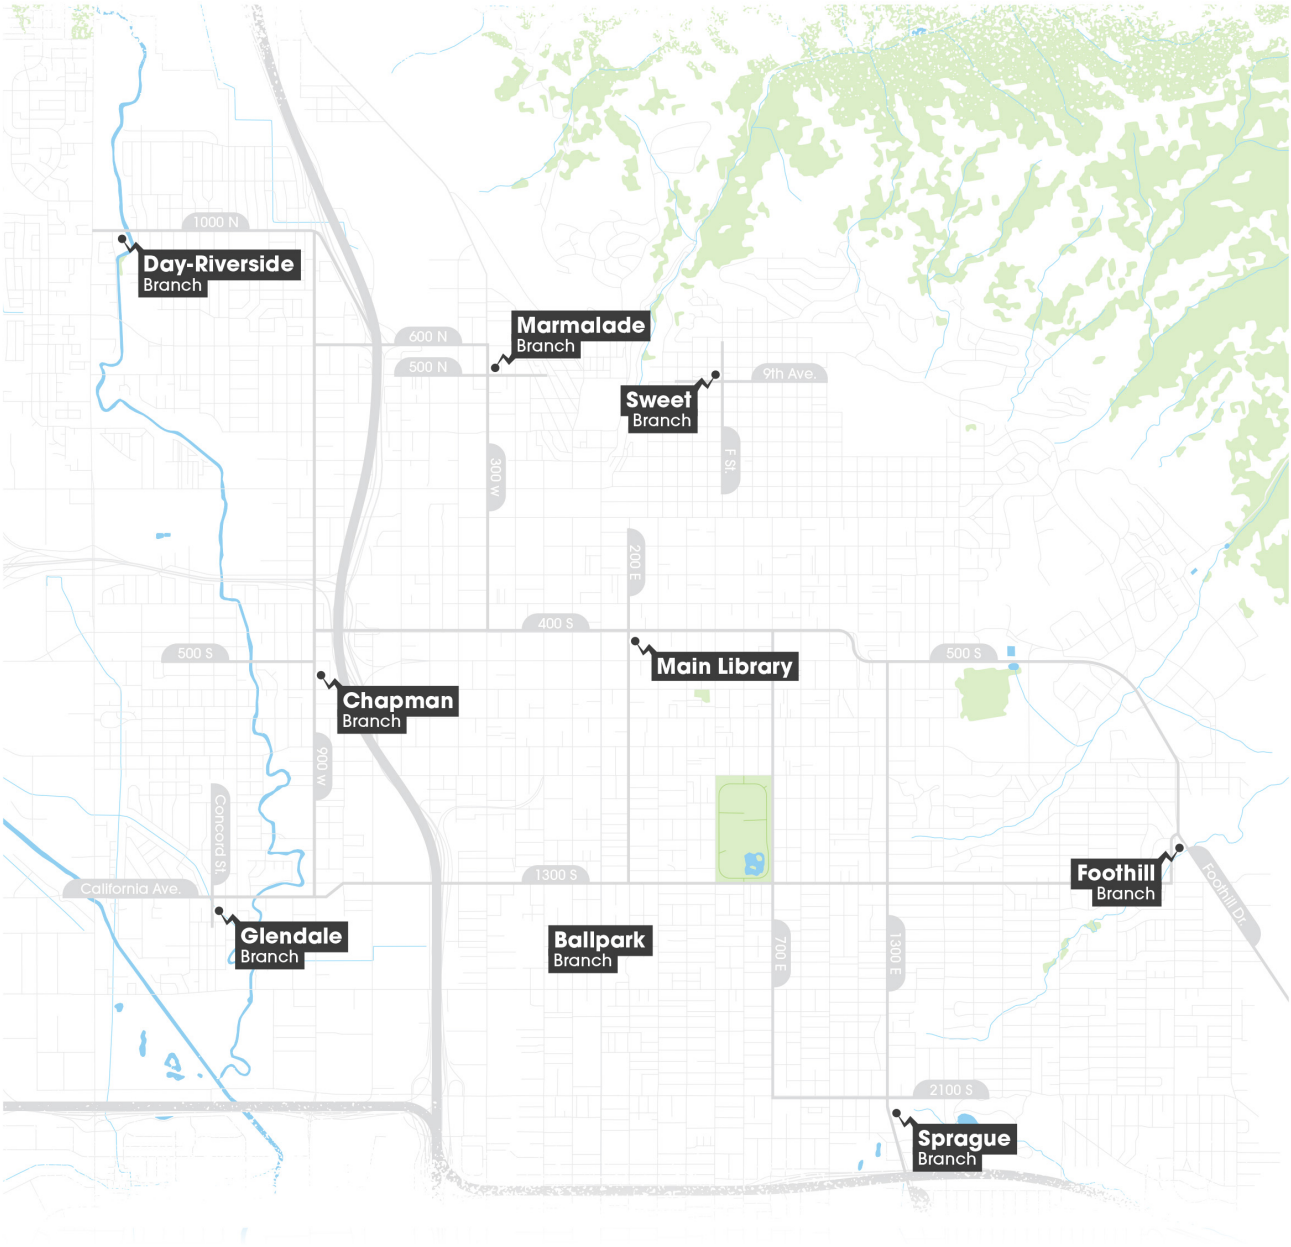 1000 N
Day-Riverside
Branch
Marmalade
Branch
600 N
500 N
9th Ave.
Sweet
Branch
F St.
300 W
200 E
400 S
500 S
500 S
Main Library
Chapman
Branch
900 W
Concord St.
California Ave.
1300 S
Foothill
Branch
Foothill Dr.
Glendale
Branch
Ballpark
Branch
700 E
1300 E
2100 S
Sprague
Branch